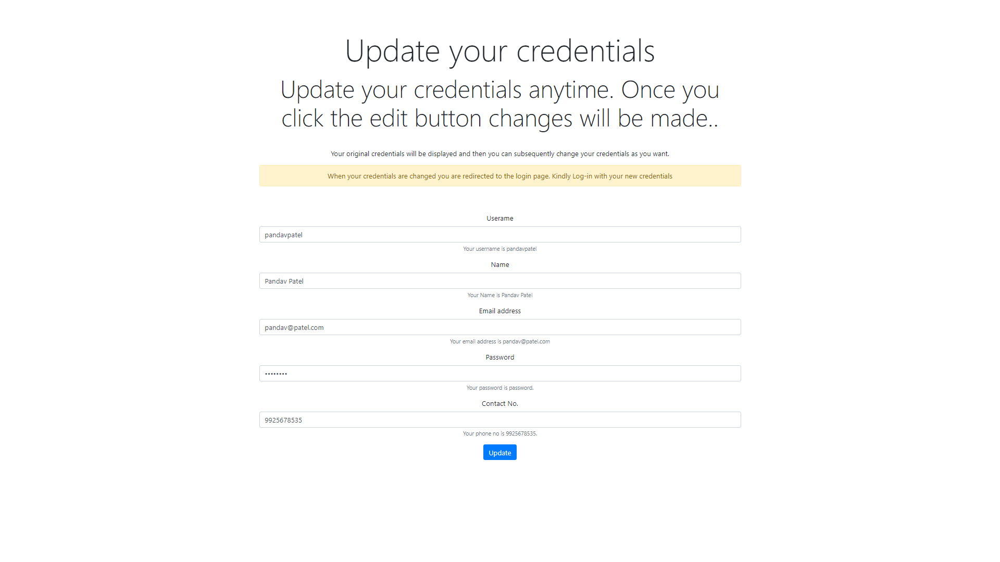 Update your credentials
Update your credentials anytime. Once you
click the edit button changes will be made..
Your original credentials will be displayed and then you can subsequently change your credentials as you want.
When your credentials are changed you are redirected to the login page. Kindly Log-in with your new credentials
Userame
pandavpatel
Your username is pandavpatel
Name
Pandav Patel
Your Name is Pandav Patel
Email address
pandav@patel.com
Your email address is pandav@patel.com
Password
••••••••
Your password is password.
Contact No.
9925678535
Your phone no is 9925678535.
Update